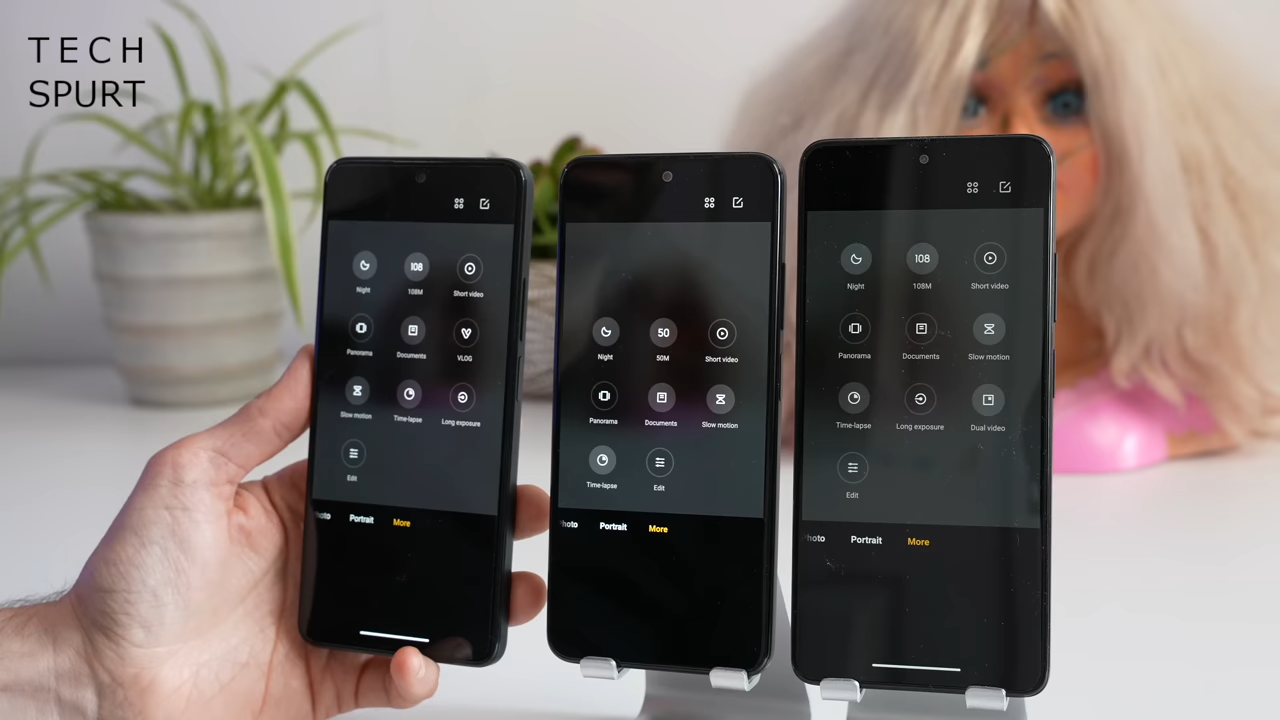 TECH
SPURT
108
Night
108M
Short video
Panorama
Documents
VLOG
Slow motion
Time-lapse
Long exposure
Edit
Portrait
More
50
Night
50M
Short video
Panorama
Documents
Slow motion
Time-lapse
Edit
Portrait
More
108
Night
108M
Short video
Panorama
Documents
Slow motion
Time-lapse
Long exposure
Dual video
Edit
Portrait
More